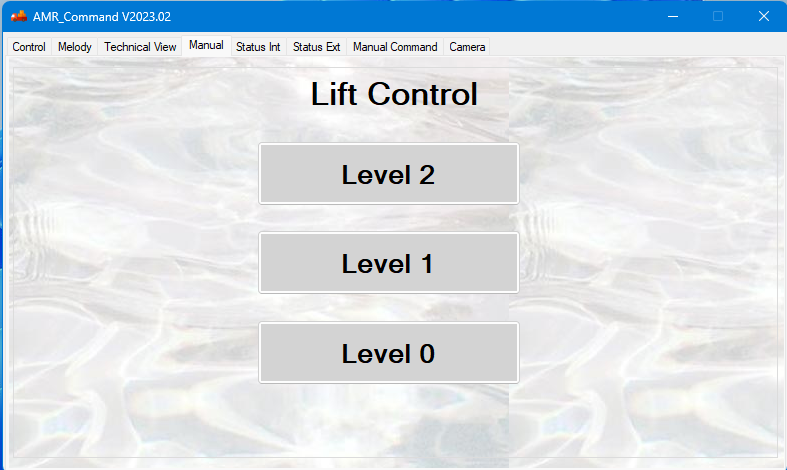 AMR_Command V2023.02
Control Melody Technical View Manual Status Int Status Ext Manual Command Camera
Lift Control
Level 2
Level 1
Level 0